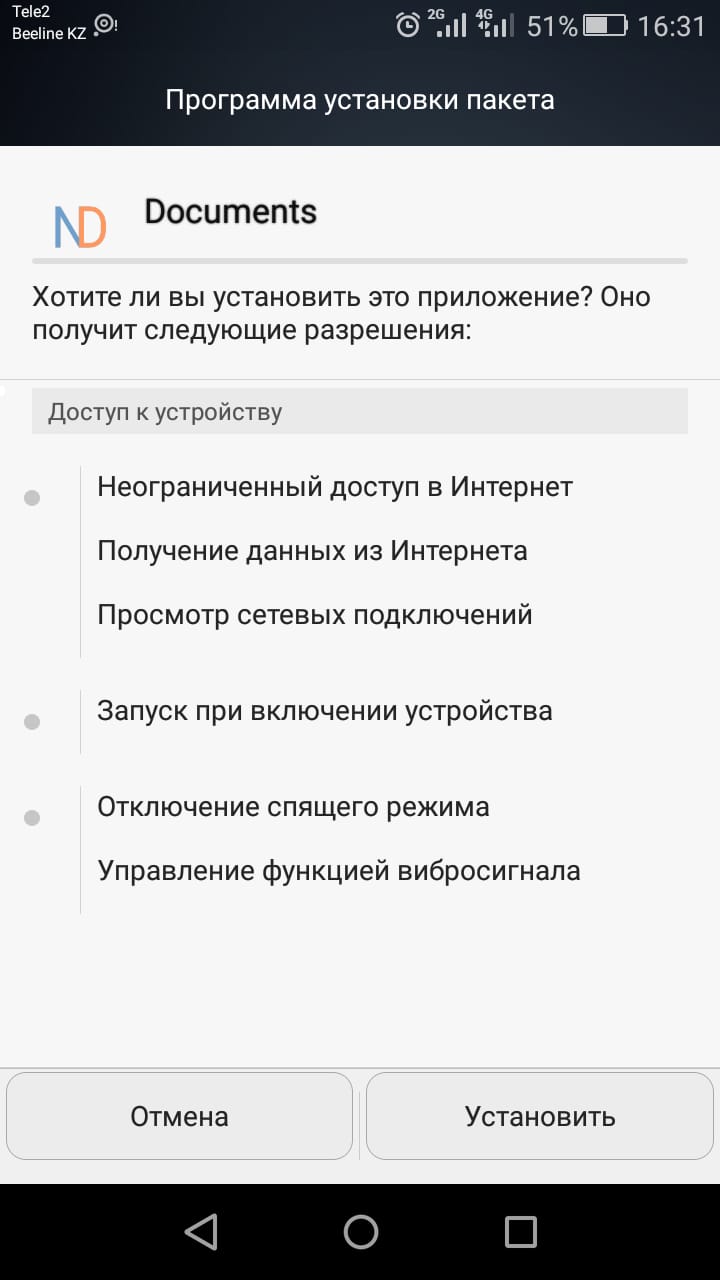 Tele2
Beeline KZ
2G
4G
51%
16:31
Программа установки пакета
ND
Documents
Хотите ли вы установить это приложение? Оно
получит следующие разрешения:
Доступ к устройству
Неограниченный доступ в Интернет
Получение данных из Интернета
Просмотр сетевых подключений
Запуск при включении устройства
Отключение спящего режима
Управление функцией вибросигнала
Отмена
Установить